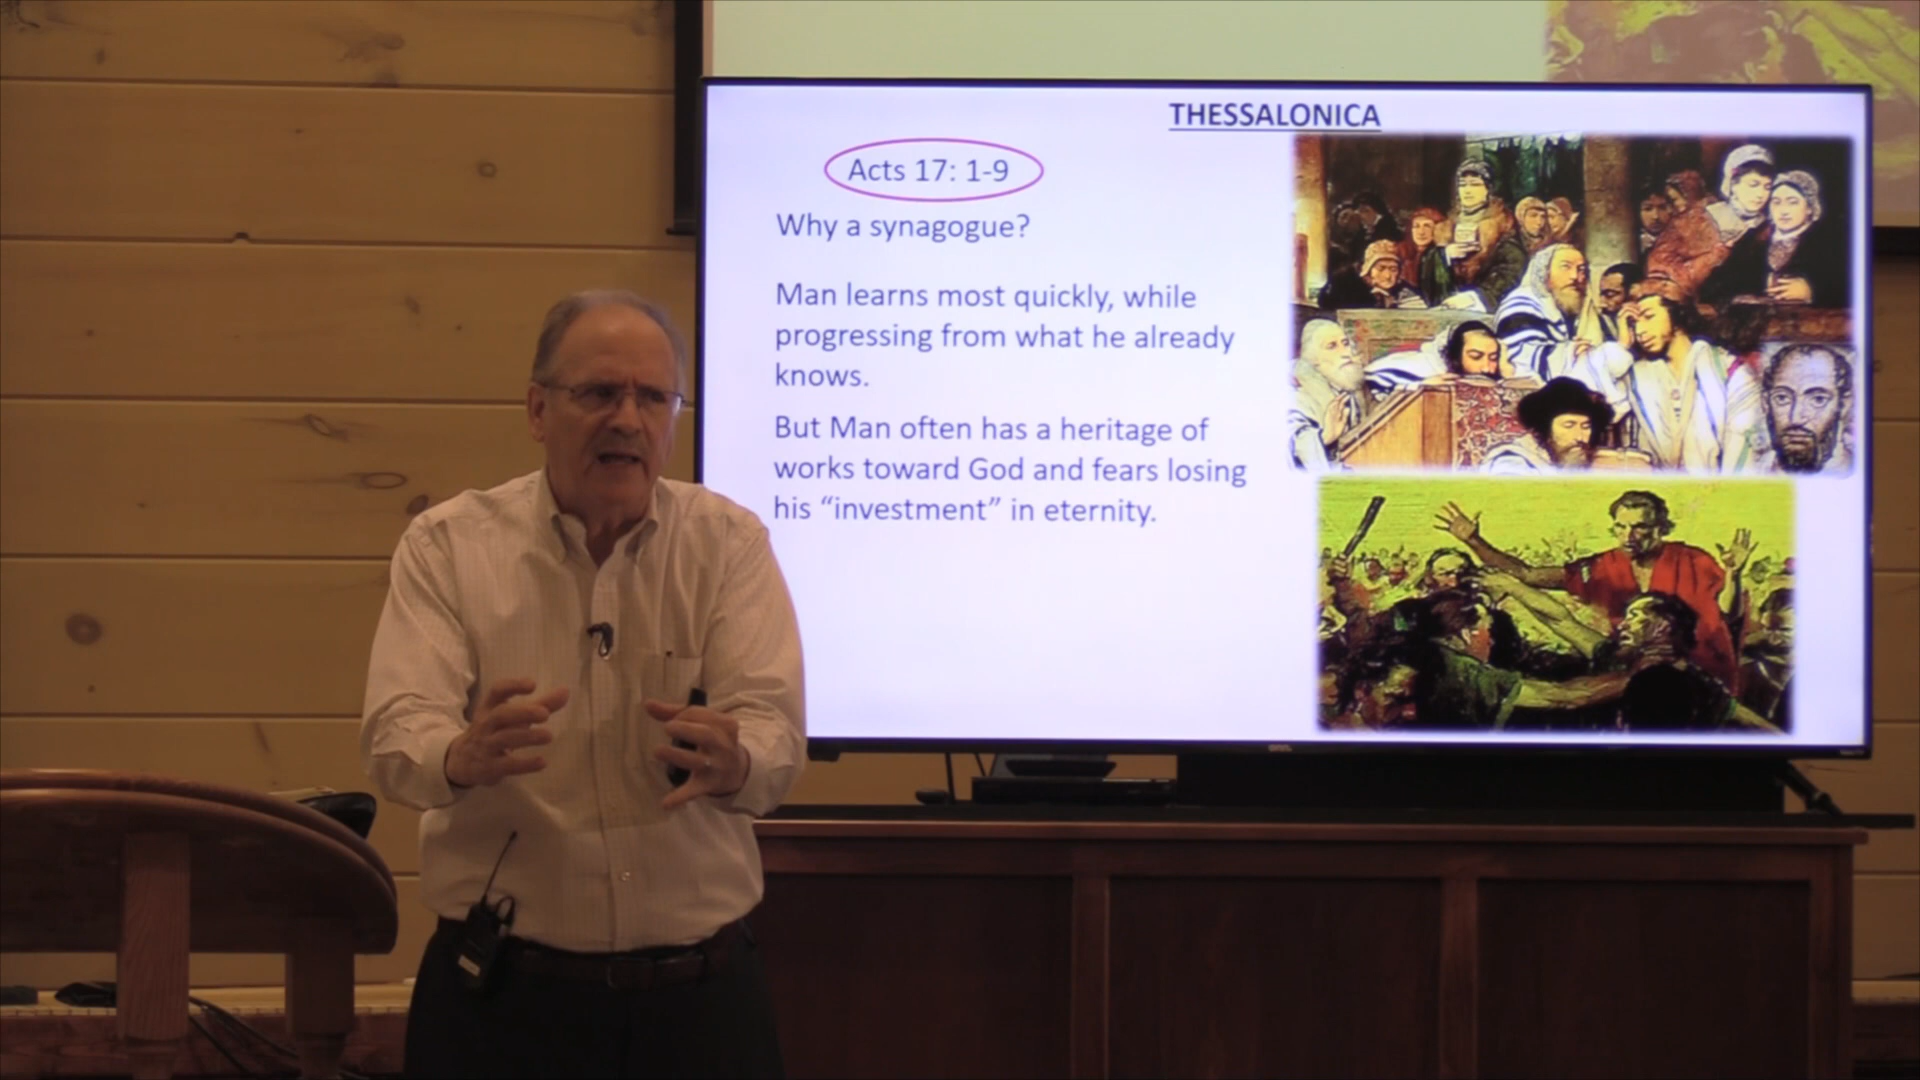 THESSALONICA
Acts 17: 1-9
Why a synagogue?
Man learns most quickly, while
progressing from what he already
knows.
But Man often has a heritage of
works toward God and fears losing
his “investment” in eternity.
onn.